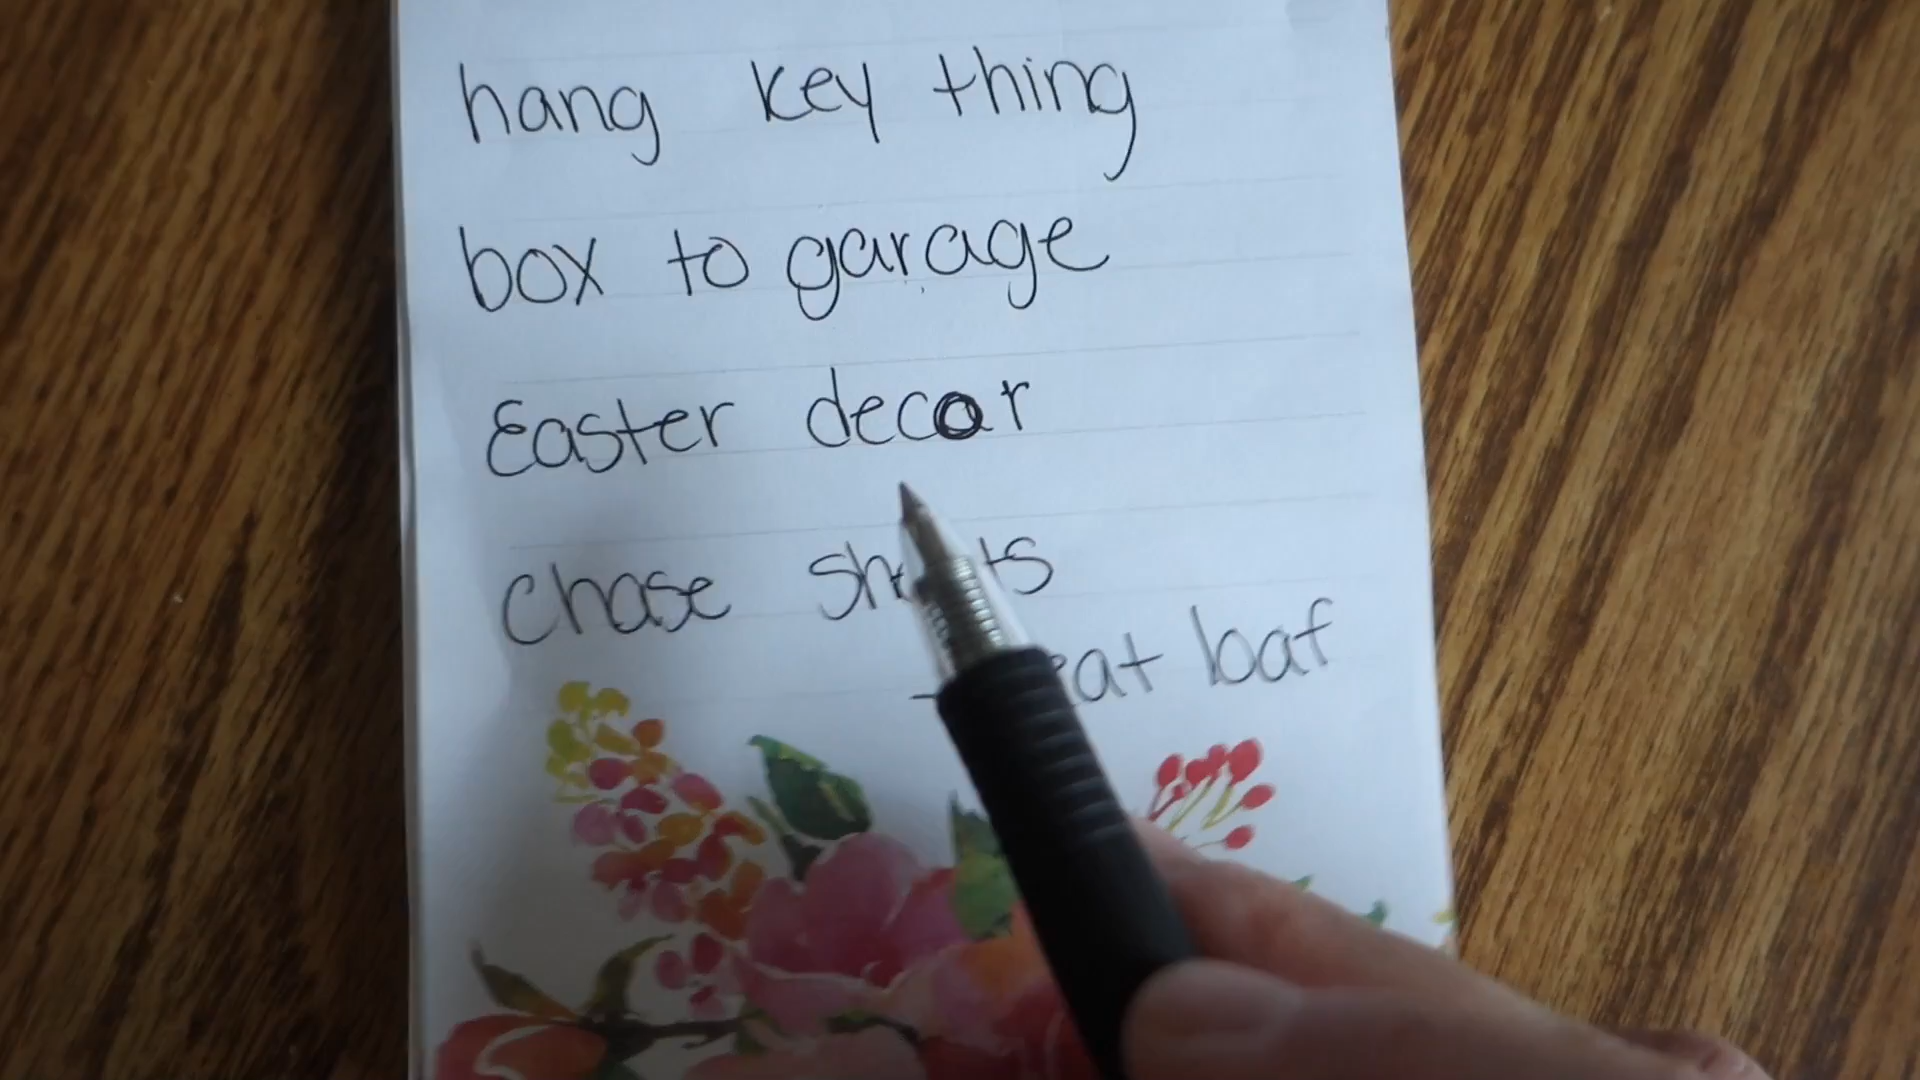 hang key thing
box to garage
Easter decor
chase
loaf